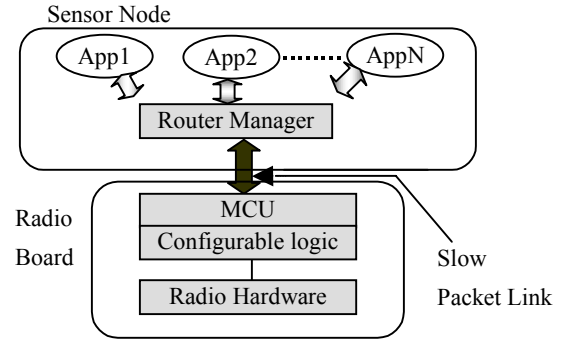 Sensor Node
App1
App2
AppN
Router Manager
MCU
Configurable logic
Radio Hardware
Radio
Board
Slow
Packet Link